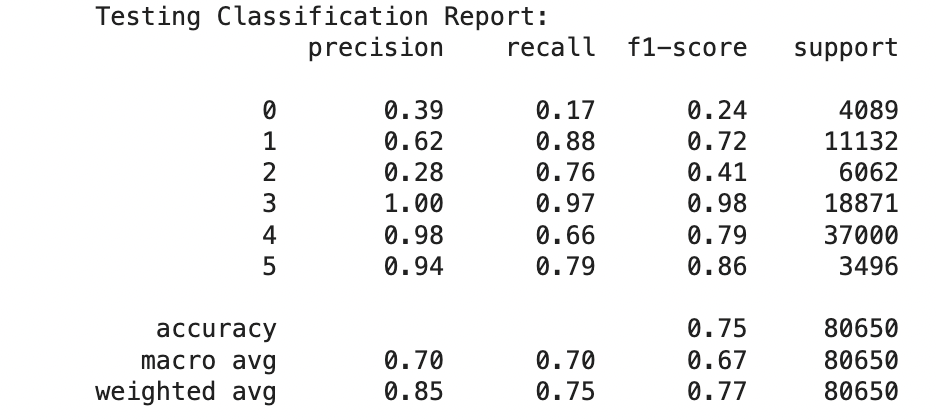 Testing Classification Report:
precision recall f1-score support
0 0.39 0.17 0.24 4089
1 0.62 0.88 0.72 11132
2 0.28 0.76 0.41 6062
3 1.00 0.97 0.98 18871
4 0.98 0.66 0.79 37000
5 0.94 0.79 0.86 3496
accuracy 0.75 80650
macro avg 0.70 0.70 0.67 80650
weighted avg 0.85 0.75 0.77 80650